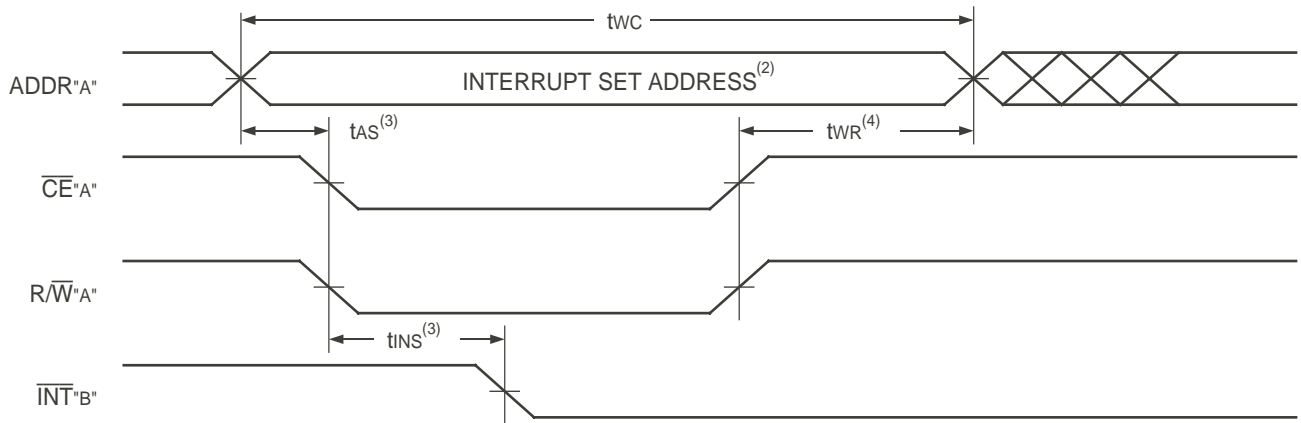 tWC
ADDR"A"
INTERRUPT SET ADDRESS(2)
tAS(3)
tWR(4)
CE"A"
R/W"A"
tINS(3)
INT"B"